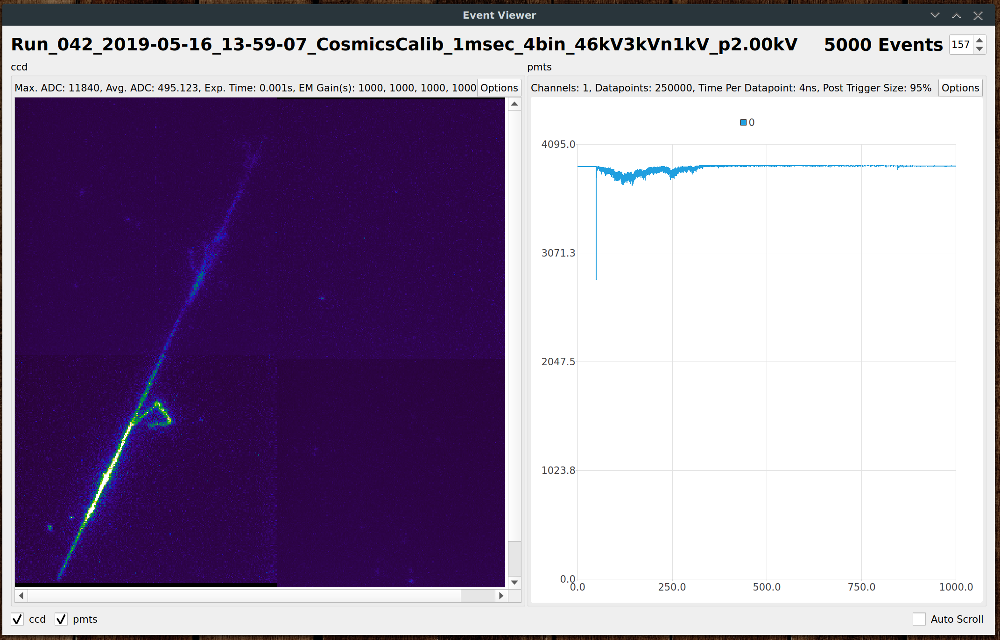 Event Viewer
Run_042_2019-05-16_13-59-07_CosmicsCalib_1msec_4bin_46kV3kVn1kV_p2.00kV 5000 Events 157
ccd
Max. ADC: 11840, Avg. ADC: 495.123, Exp. Time: 0.001s, EM Gain(s): 1000, 1000, 1000, 1000 Options
pmts
Channels: 1, Datapoints: 250000, Time Per Datapoint: 4ns, Post Trigger Size: 95% Options
0
4095.0
3071.3
2047.5
1023.8
0.0
0.0 250.0 500.0 750.0 1000.0
ccd pmts Auto Scroll